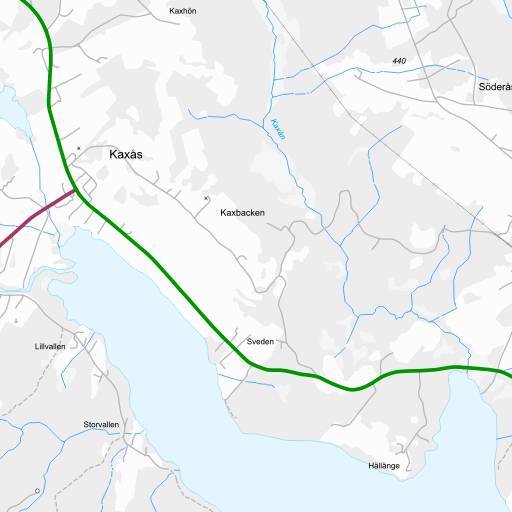 Kaxhön
440
Söderås
Kaxån
Kaxås
Kaxbacken
Sveden
Lillvallen
Storvallen
Hällänge